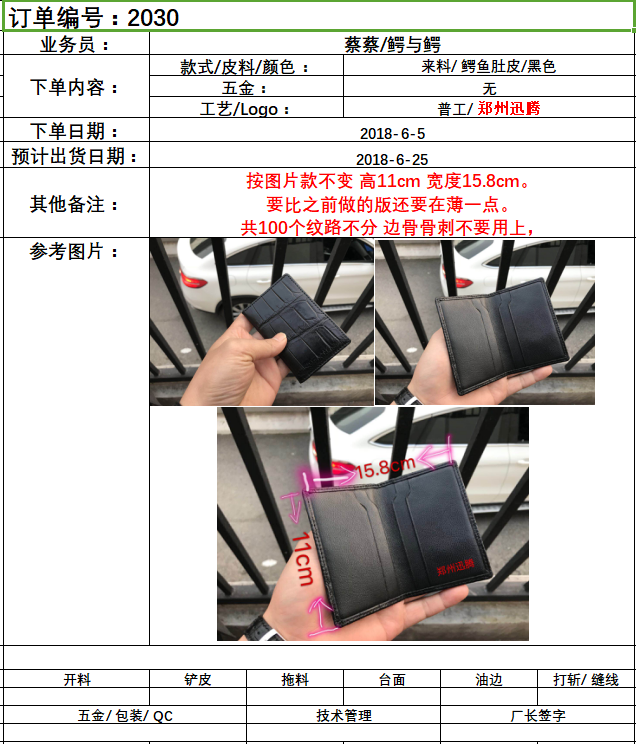 订单编号：2030
业务员： 蔡蔡/鳄与鳄
下单内容： 款式/皮料/颜色： 来料/ 鳄鱼肚皮/黑色
五金： 无
工艺/Logo： 普工/ 郑州迅腾
下单日期： 2018-6-5
预计出货日期： 2018-6-25
其他备注： 按图片款不变 高11cm 宽度15.8cm。
要比之前做的版还要在薄一点。
共100个纹路不分 边骨骨刺不要用上，
参考图片：
15.8cm
11cm
郑州迅腾
开料 铲皮 拖料 台面 油边 打斩/ 缝线
五金/ 包装/ QC 技术管理 厂长签字